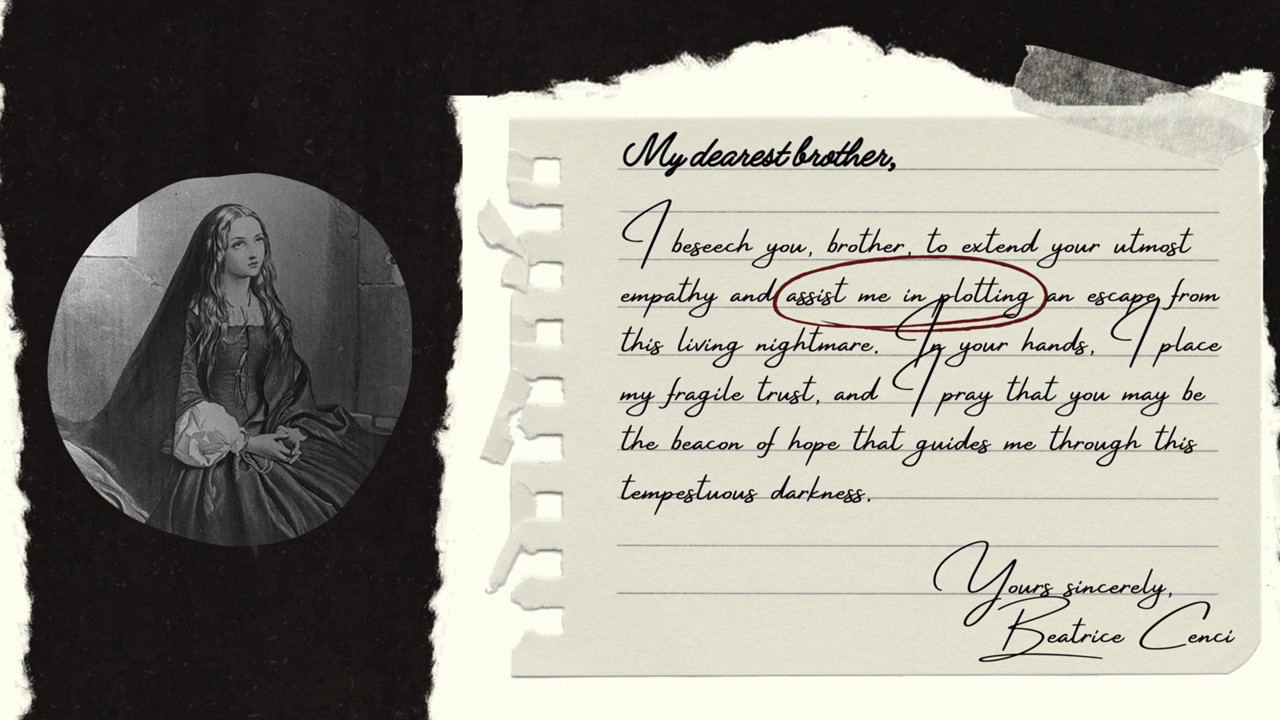 My dearest brother,
I beseech you, brother, to extend your utmost
empathy and assist me in plotting an escape from
this living nightmare. In your hands, I place
my fragile trust, and I pray that you may be
the beacon of hope that guides me through this
tempestuous darkness.
Yours sincerely,
Beatrice Cenci